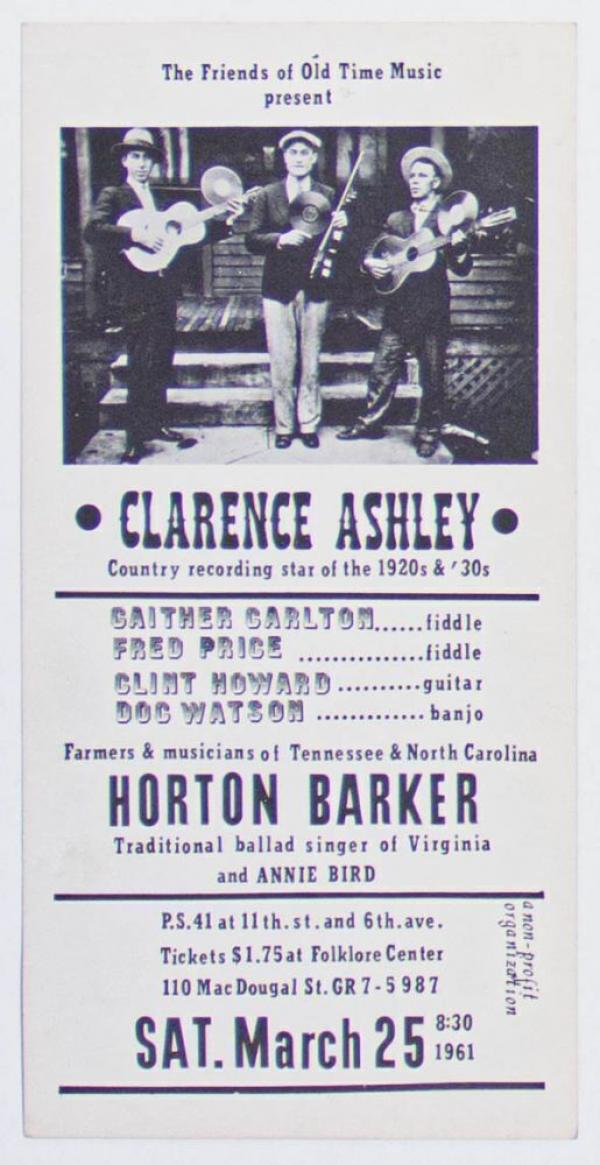 The Friends of Old Time Music
present
• CLARENCE ASHLEY •
Country recording star of the 1920s & '30s
GAITHER CARLTON......fiddle
FRED PRICE ...............fiddle
CLINT HOWARD ..........guitar
DOC WATSON ............. banjo
Farmers & musicians of Tennessee & North Carolina
HORTON BARKER
Traditional ballad singer of Virginia
and ANNIE BIRD
P.S.41 at 11th.st.and 6th.ave.
Tickets $1.75 at Folklore Center
110 MacDougal St. GR 7-5987
SAT. March 25 8:30
1961
a non-profit
organization